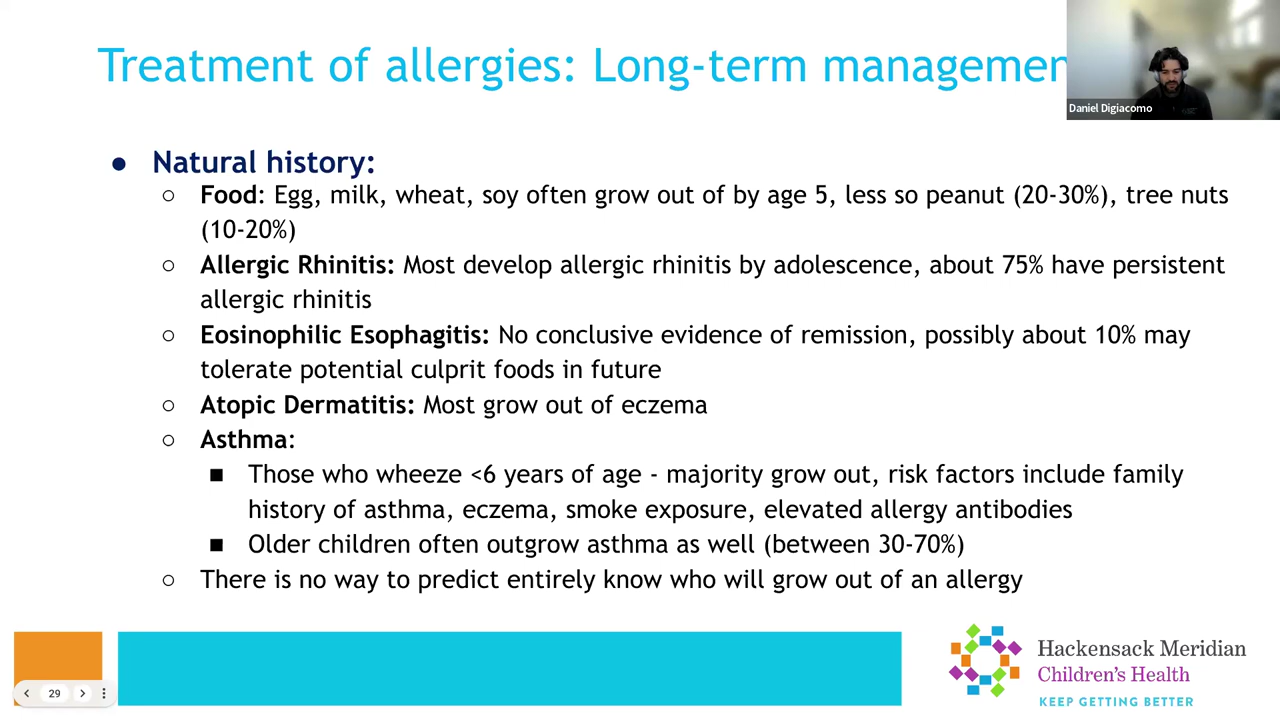 Treatment of allergies: Long-term managemen
Daniel Digiacomo
● Natural history:
○ Food: Egg, milk, wheat, soy often grow out of by age 5, less so peanut (20-30%), tree nuts
(10-20%)
○ Allergic Rhinitis: Most develop allergic rhinitis by adolescence, about 75% have persistent
allergic rhinitis
○ Eosinophilic Esophagitis: No conclusive evidence of remission, possibly about 10% may
tolerate potential culprit foods in future
○ Atopic Dermatitis: Most grow out of eczema
○ Asthma:
■ Those who wheeze <6 years of age - majority grow out, risk factors include family
history of asthma, eczema, smoke exposure, elevated allergy antibodies
■ Older children often outgrow asthma as well (between 30-70%)
○ There is no way to predict entirely know who will grow out of an allergy
29
Hackensack Meridian
Children's Health
KEEP GETTING BETTER